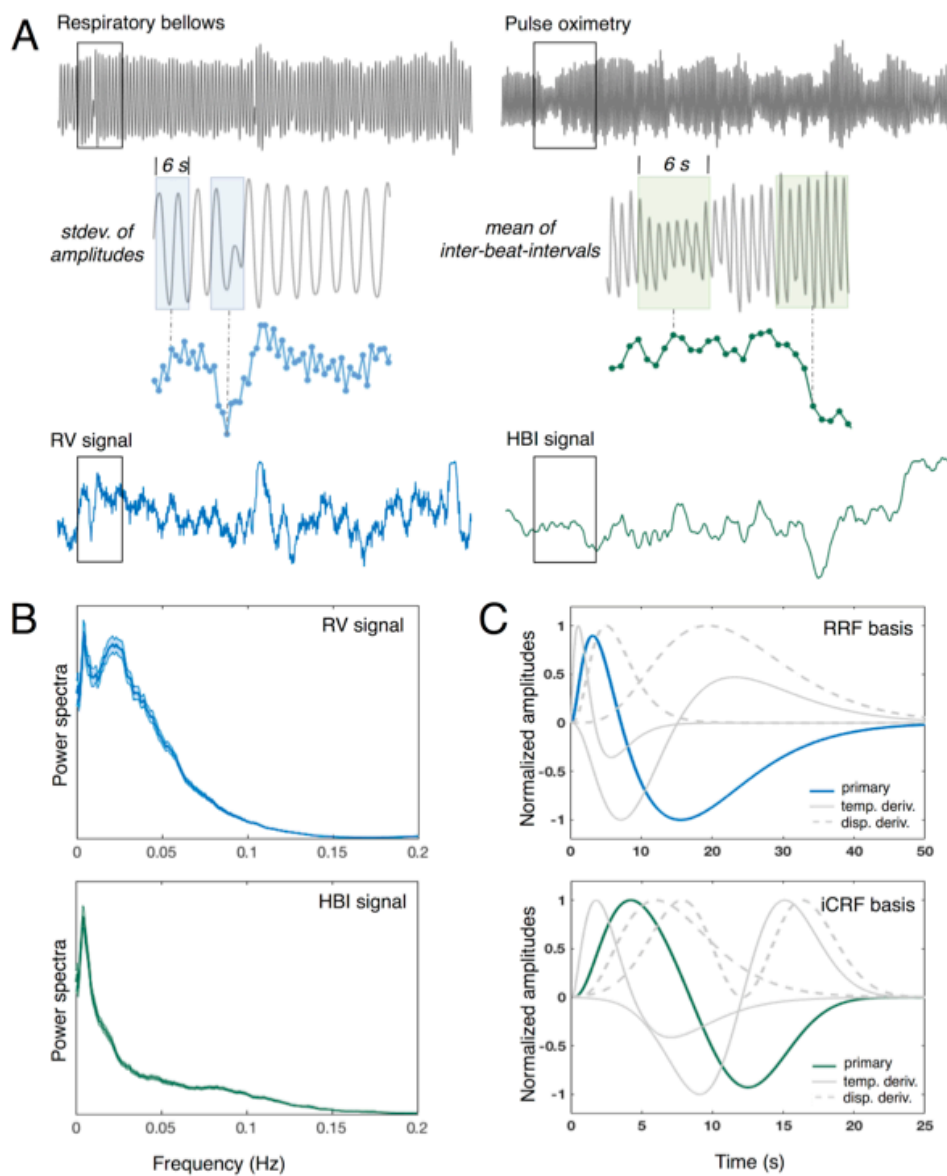 A
Respiratory bellows
Pulse oximetry
6 s
6 s
stdev. of
amplitudes
mean of
inter-beat-intervals
RV signal
HBI signal
B
RV signal
Power spectra
0
0.05
0.1
0.15
0.2
HBI signal
Power spectra
0
0.05
0.1
0.15
0.2
Frequency (Hz)
C
RRF basis
Normalized amplitudes
1
0.5
0
-0.5
-1
primary
temp. deriv.
disp. deriv.
0
10
20
30
40
50
iCRF basis
Normalized amplitudes
1
0.5
0
-0.5
-1
primary
temp. deriv.
disp. deriv.
0
5
10
15
20
25
Time (s)